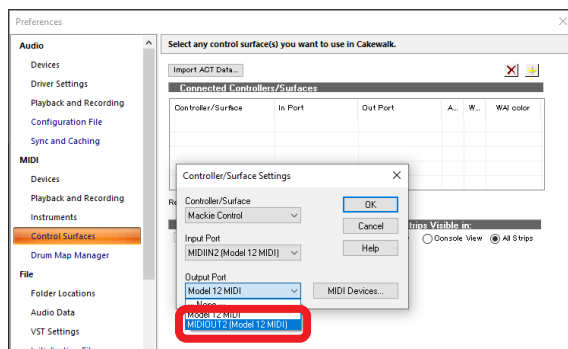 Preferences
Audio
Devices
Driver Settings
Playback and Recording
Configuration File
Sync and Caching
MIDI
Devices
Playback and Recording
Instruments
Control Surfaces
Drum Map Manager
File
Folder Locations
Audio Data
VST Settings
Select any control surface(s) you want to use in Cakewalk.
Import ACT Data...
Connected Controllers/Surfaces
Controller/Surface In Port Out Port A... W... WAI color
trips Visible in:
Console View All Strips
Controller/Surface Settings
Controller/Surface
Mackie Control
Input Port
MIDIIN2 (Model 12 MIDI)
Output Port
Model 12 MIDI
--- None ---
Model 12 MIDI
MIDIOUT2 (Model 12 MIDI)
OK
Cancel
Help
MIDI Devices...